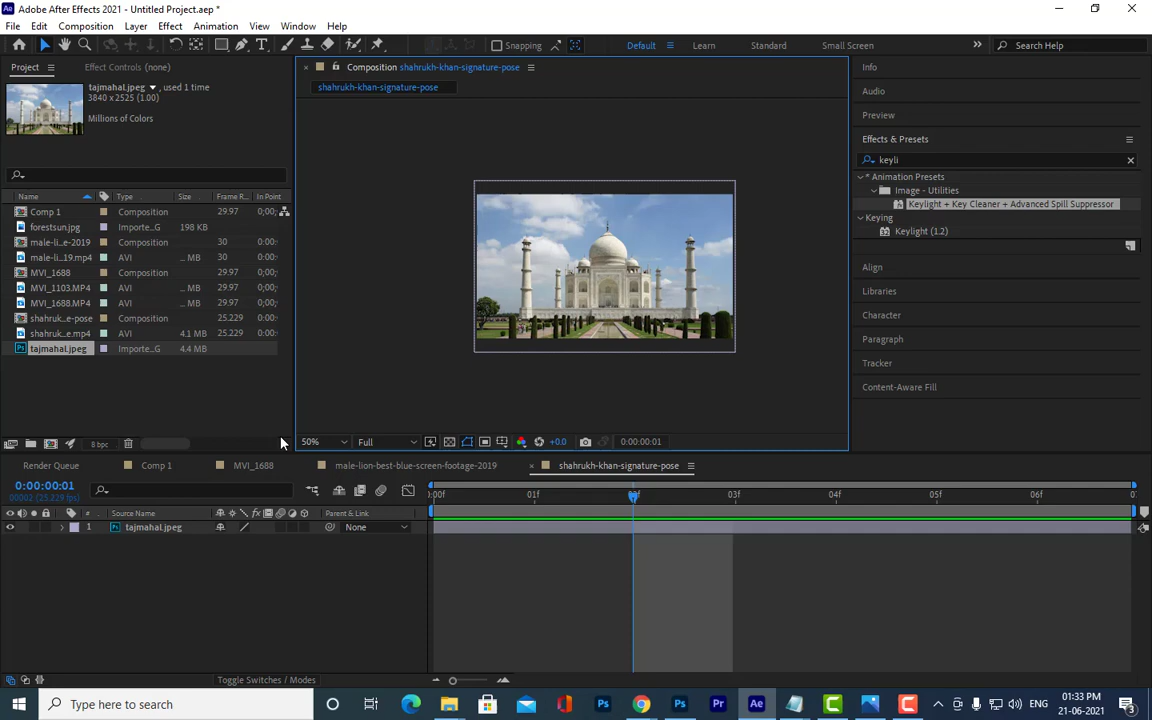 Adobe After Effects 2021 - Untitled Project.aep *
File Edit Composition Layer Effect Animation View Window Help
Snapping Default Learn Standard Small Screen Search Help
Project Effect Controls (none)
tajmahal.jpeg , used 1 time
3840 x 2525 (1.00)
Millions of Colors
Name Type Size Frame R... In Point
Comp 1 Composition 29.97 0;00;
forestsun.jpg Importe...G 198 KB
male-li...e-2019 Composition 30 0:00:
male-li...19.mp4 AVI ... MB 30 0:00:
MVI_1688 Composition 29.97 0;00;
MVI_1103.MP4 AVI ... MB 29.97 0;00;
MVI_1688.MP4 AVI ... MB 29.97 0;00;
shahruk...e-pose Composition 25.229 0:00:
shahruk...e.mp4 AVI 4.1 MB 25.229 0:00:
tajmahal.jpeg Importe...G 4.4 MB
8 bpc
Composition shahrukh-khan-signature-pose
shahrukh-khan-signature-pose
50% Full +0.0 0:00:00:01
Info
Audio
Preview
Effects & Presets
keyli
* Animation Presets
Image - Utilities
Keylight + Key Cleaner + Advanced Spill Suppressor
Keying
Keylight (1.2)
32
Align
Libraries
Character
Paragraph
Tracker
Content-Aware Fill
Render Queue Comp 1 MVI_1688 male-lion-best-blue-screen-footage-2019 shahrukh-khan-signature-pose
0:00:00:01
00002 (25.229 fps)
:00f 01f 03f 04f 05f 06f
# Source Name fx Parent & Link
1 tajmahal.jpeg None
Toggle Switches / Modes
Type here to search
Ps Ps Pr Ae
ENG
01:33 PM
21-06-2021
3